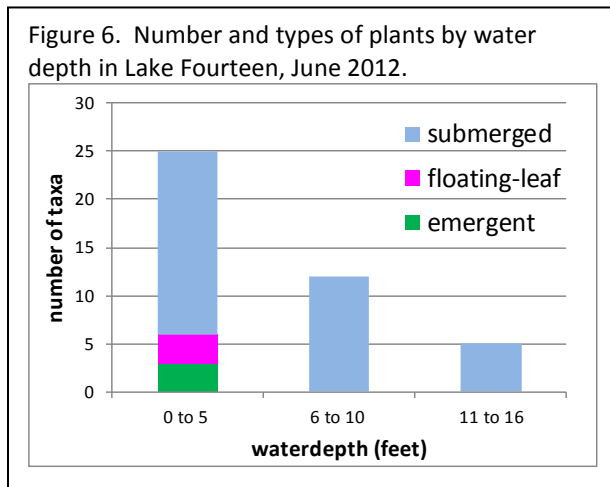 Figure 6.  Number and types of plants by water
depth in Lake Fourteen, June 2012.
30
25
20
15
10
5
0
number of taxa
submerged
floating-leaf
emergent
0 to 5
6 to 10
11 to 16
waterdepth (feet)